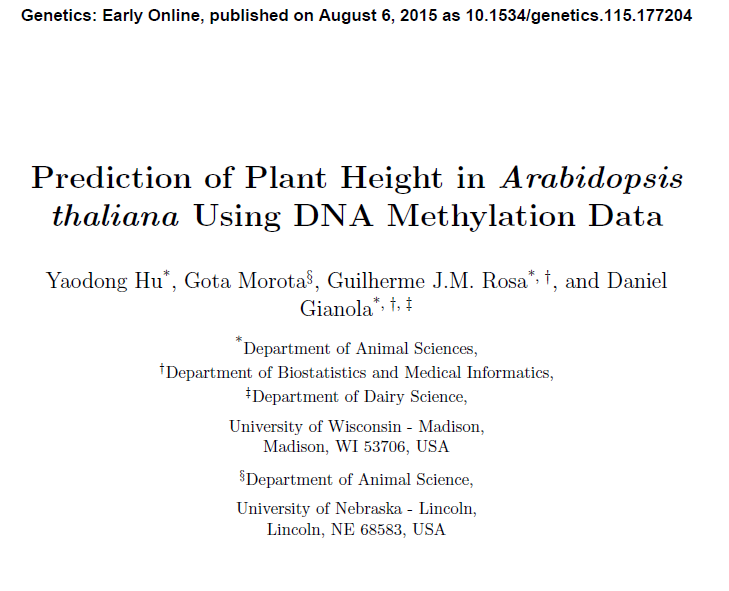 Genetics: Early Online, published on August 6, 2015 as 10.1534/genetics.115.177204
Prediction of Plant Height in Arabidopsis
thaliana Using DNA Methylation Data
Yaodong Hu*, Gota Morota§, Guilherme J.M. Rosa*, †, and Daniel
Gianola*, †, ‡
*Department of Animal Sciences,
†Department of Biostatistics and Medical Informatics,
‡Department of Dairy Science,
University of Wisconsin - Madison,
Madison, WI 53706, USA
§Department of Animal Science,
University of Nebraska - Lincoln,
Lincoln, NE 68583, USA